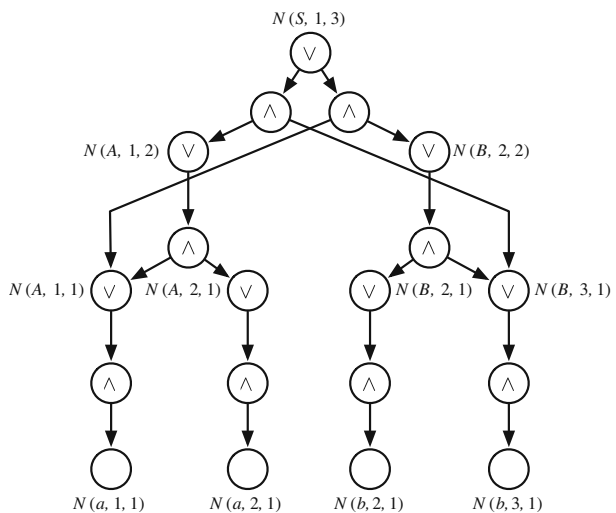 N(S, 1, 3)
∨
∧ ∧
N(A, 1, 2) ∨ ∨ N(B, 2, 2)
∧ ∧
N(A, 1, 1) ∨ N(A, 2, 1) ∨ ∨ N(B, 2, 1) ∨ N(B, 3, 1)
∧ ∧ ∧ ∧
N(a, 1, 1) N(a, 2, 1) N(b, 2, 1) N(b, 3, 1)